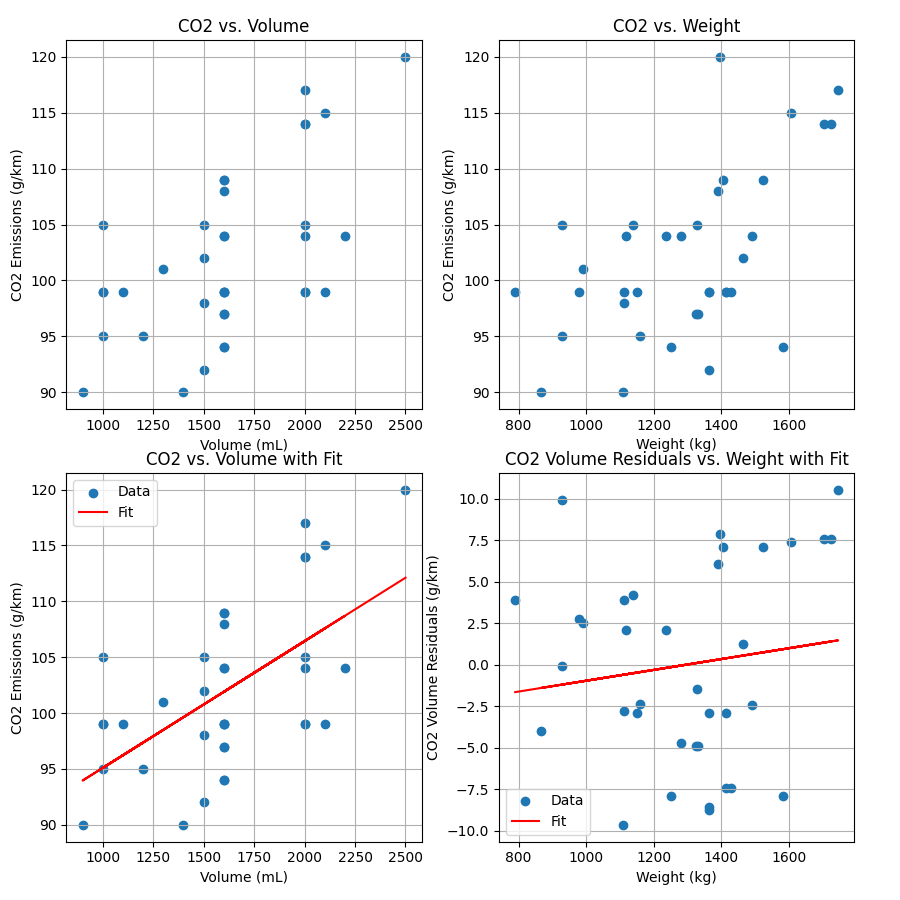 CO2 vs. Volume
CO2 Emissions (g/km)
120
115
110
105
100
95
90
1000 1250 1500 1750 2000 2250 2500
Volume (mL)
CO2 vs. Weight
CO2 Emissions (g/km)
120
115
110
105
100
95
90
800 1000 1200 1400 1600
Weight (kg)
CO2 vs. Volume with Fit
Data
Fit
CO2 Emissions (g/km)
120
115
110
105
100
95
90
1000 1250 1500 1750 2000 2250 2500
Volume (mL)
CO2 Volume Residuals vs. Weight with Fit
CO2 Volume Residuals (g/km)
10.0
7.5
5.0
2.5
0.0
−2.5
−5.0
−7.5
−10.0
Data
Fit
800 1000 1200 1400 1600
Weight (kg)